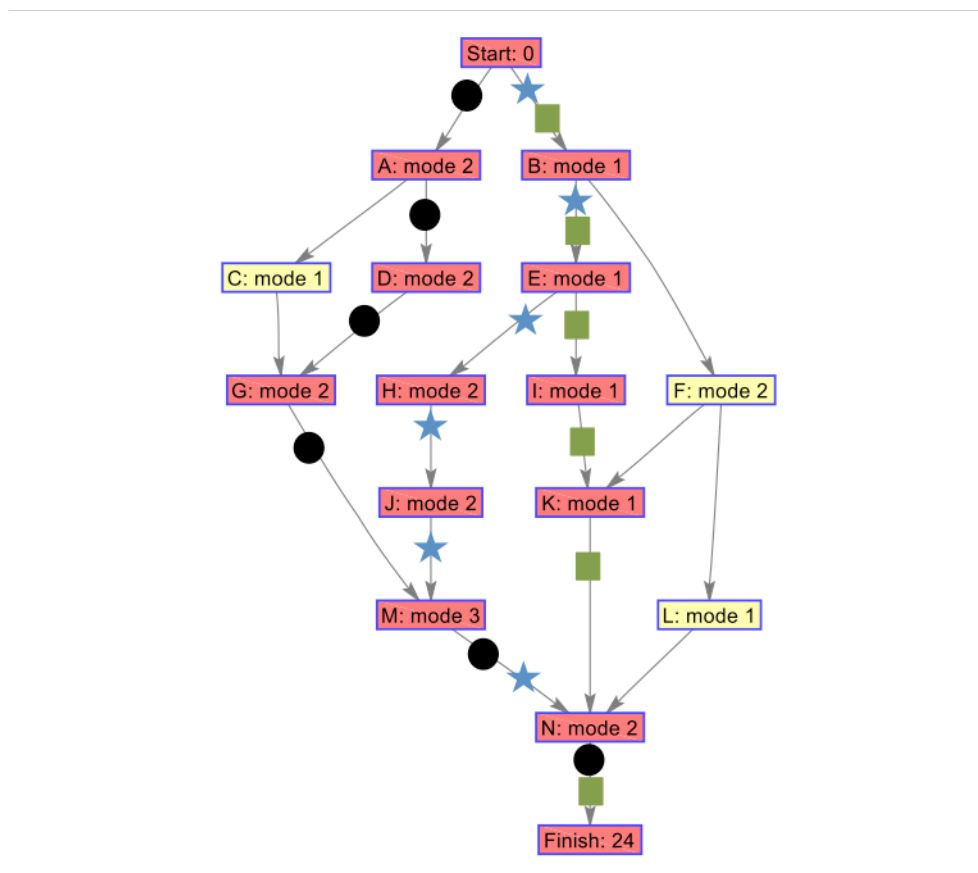 Start: 0
A: mode 2
B: mode 1
C: mode 1
D: mode 2
E: mode 1
G: mode 2
H: mode 2
I: mode 1
F: mode 2
J: mode 2
K: mode 1
M: mode 3
L: mode 1
N: mode 2
Finish: 24